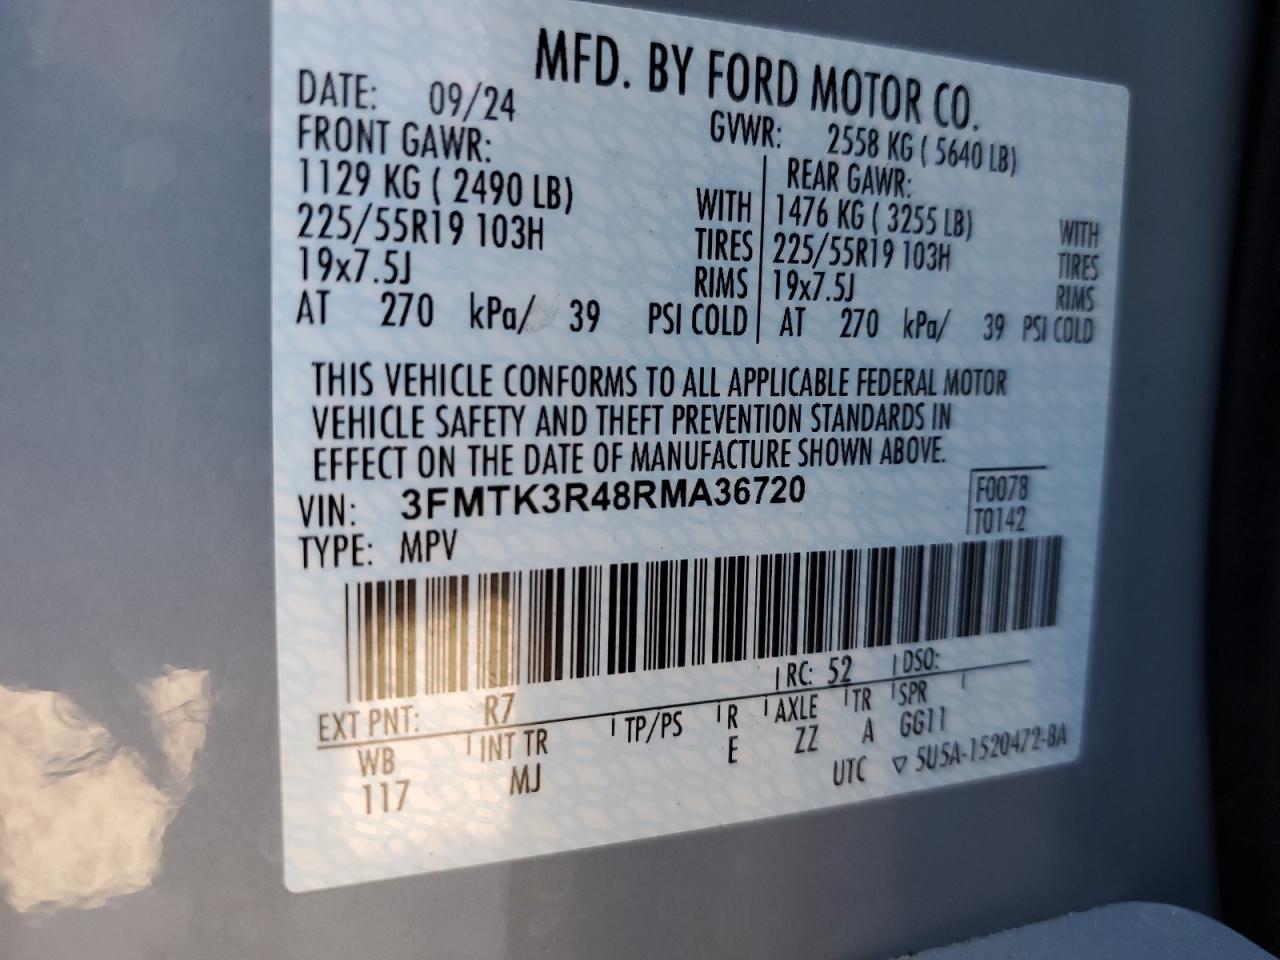 MFD. BY FORD MOTOR CO.
DATE: 09/24 GVWR: 2558 KG ( 5640 LB)
FRONT GAWR: REAR GAWR:
1129 KG ( 2490 LB) WITH 1476 KG ( 3255 LB) WITH
225/55R19 103H TIRES 225/55R19 103H TIRES
19x7.5J RIMS 19x7.5J RIMS
AT 270 kPa/ 39 PSI COLD AT 270 kPa/ 39 PSI COLD
THIS VEHICLE CONFORMS TO ALL APPLICABLE FEDERAL MOTOR
VEHICLE SAFETY AND THEFT PREVENTION STANDARDS IN
EFFECT ON THE DATE OF MANUFACTURE SHOWN ABOVE.
VIN: 3FMTK3R48RMA36720 F0078
TYPE: MPV T0142
EXT PNT: R7 RC: 52 DSO:
WB INT TR TP/PS R AXLE TR SPR
117 MJ E ZZ A GG11
UTC ▽ 5U5A-1520472-BA